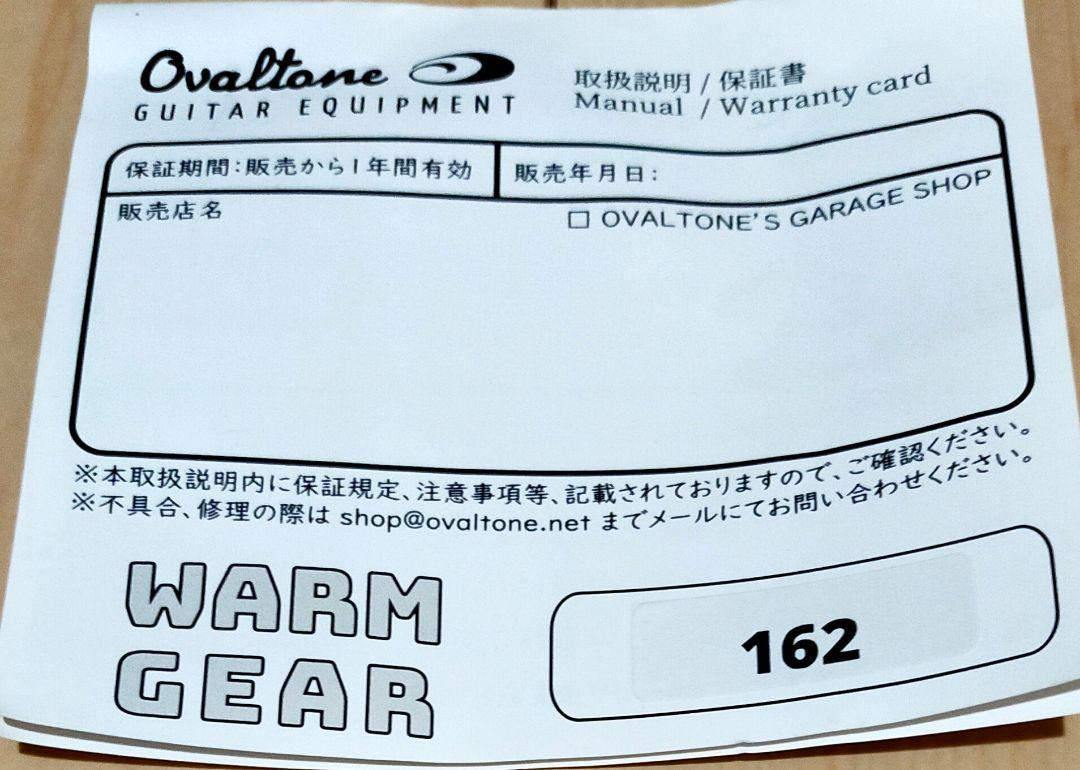 Ovaltone
GUITAR EQUIPMENT
取扱説明 / 保証書
Manual / Warranty card
保証期間:販売から1年間有効
販売年月日:
販売店名
□ OVALTONE'S GARAGE SHOP
※本取扱説明内に保証規定、注意事項等、記載されておりますので、ご確認ください。
※不具合、修理の際は shop@ovaltone.net までメールにてお問い合わせください。
WARM
GEAR
162